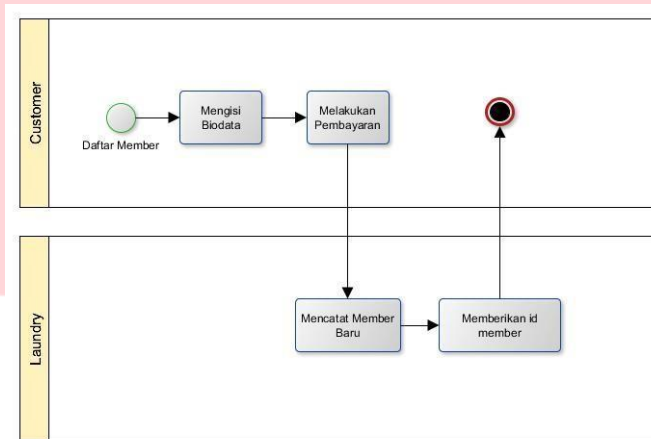 Customer
Daftar Member
Mengisi
Biodata
Melakukan
Pembayaran
Laundry
Mencatat Member
Baru
Memberikan id
member